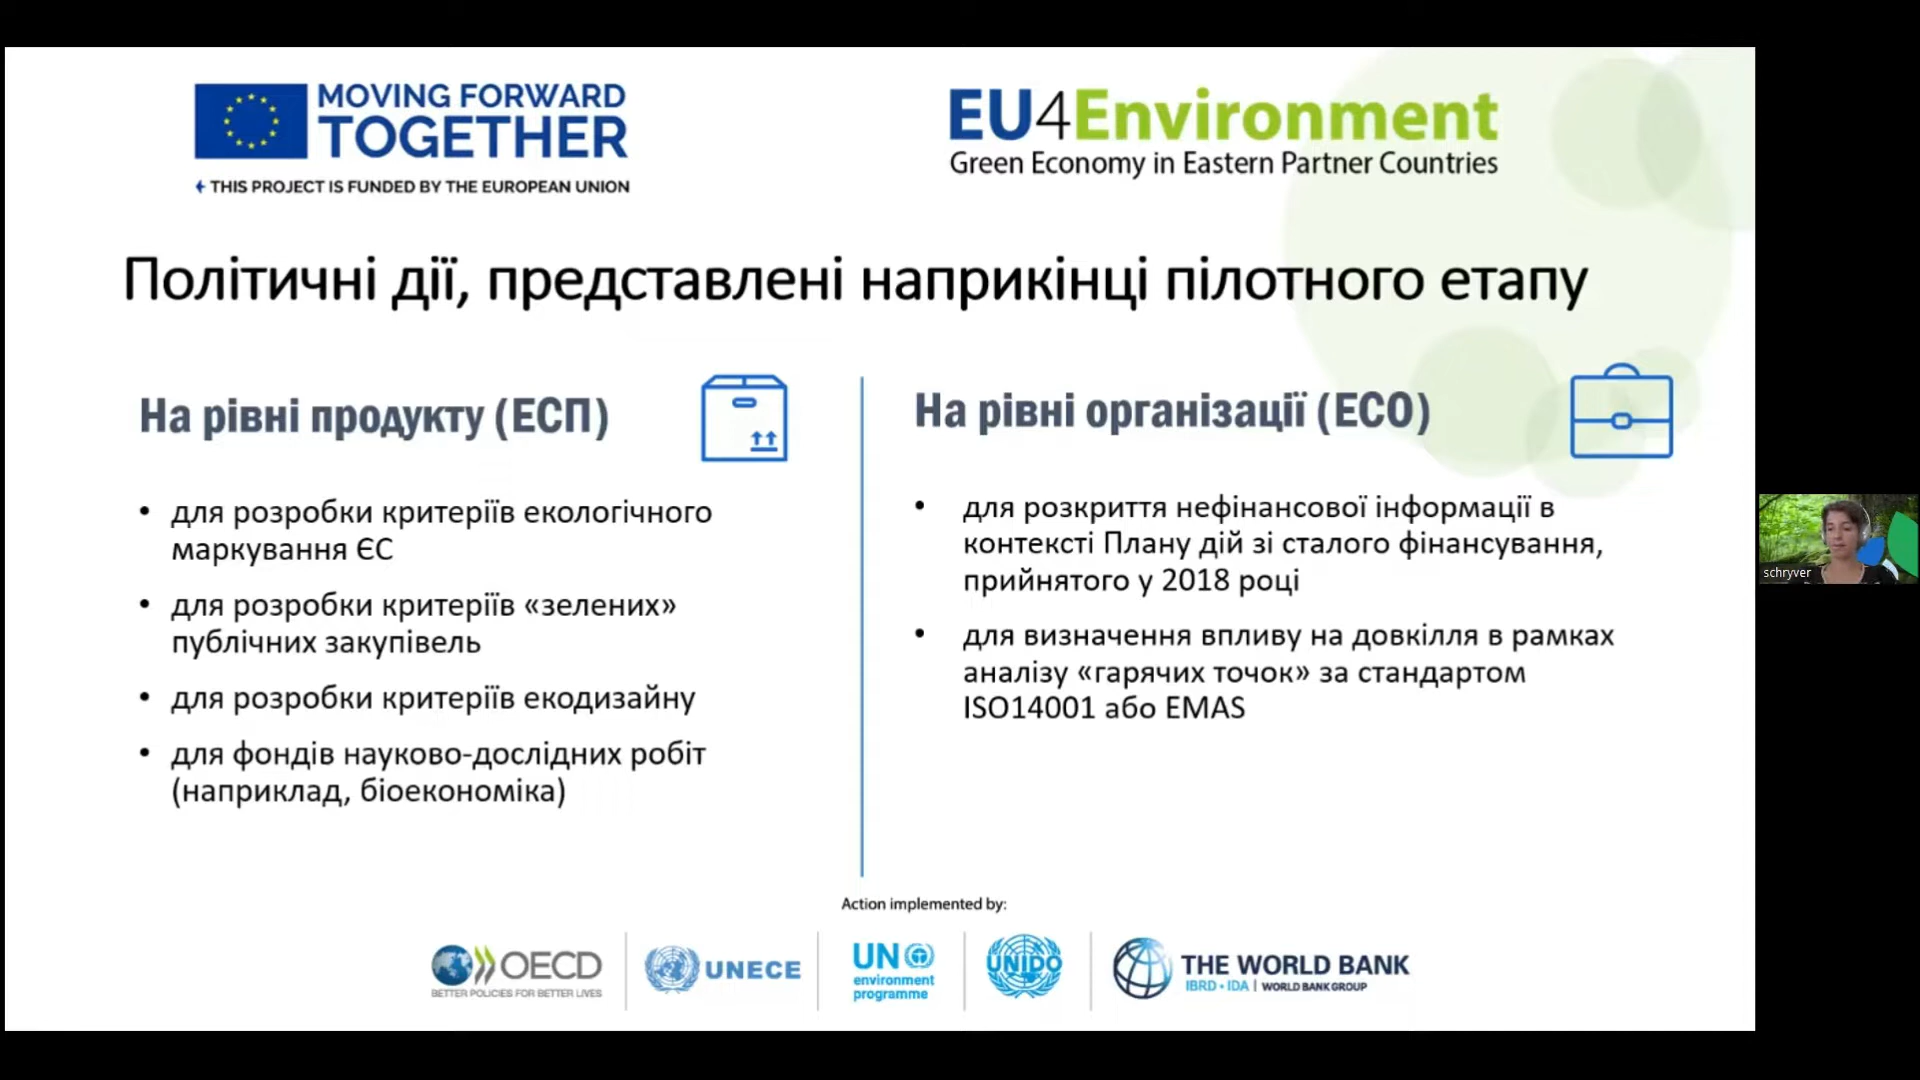 MOVING FORWARD
TOGETHER
THIS PROJECT IS FUNDED BY THE EUROPEAN UNION
EU4Environment
Green Economy in Eastern Partner Countries
Політичні дії, представлені наприкінці пілотного етапу
На рівні продукту (ЕСП)
• для розробки критеріїв екологічного
маркування ЄС
• для розробки критеріїв «зелених»
публічних закупівель
• для розробки критеріїв екодизайну
• для фондів науково-дослідних робіт
(наприклад, біоекономіка)
На рівні організації (ЕСО)
• для розкриття нефінансової інформації в
контексті Плану дій зі сталого фінансування,
прийнятого у 2018 році
• для визначення впливу на довкілля в рамках
аналізу «гарячих точок» за стандартом
ISO14001 або EMAS
schryver
Action implemented by:
OECD
BETTER POLICIES FOR BETTER LIVES
UNECE
UN
environment
programme
UNIDO
THE WORLD BANK
IBRD • IDA | WORLD BANK GROUP